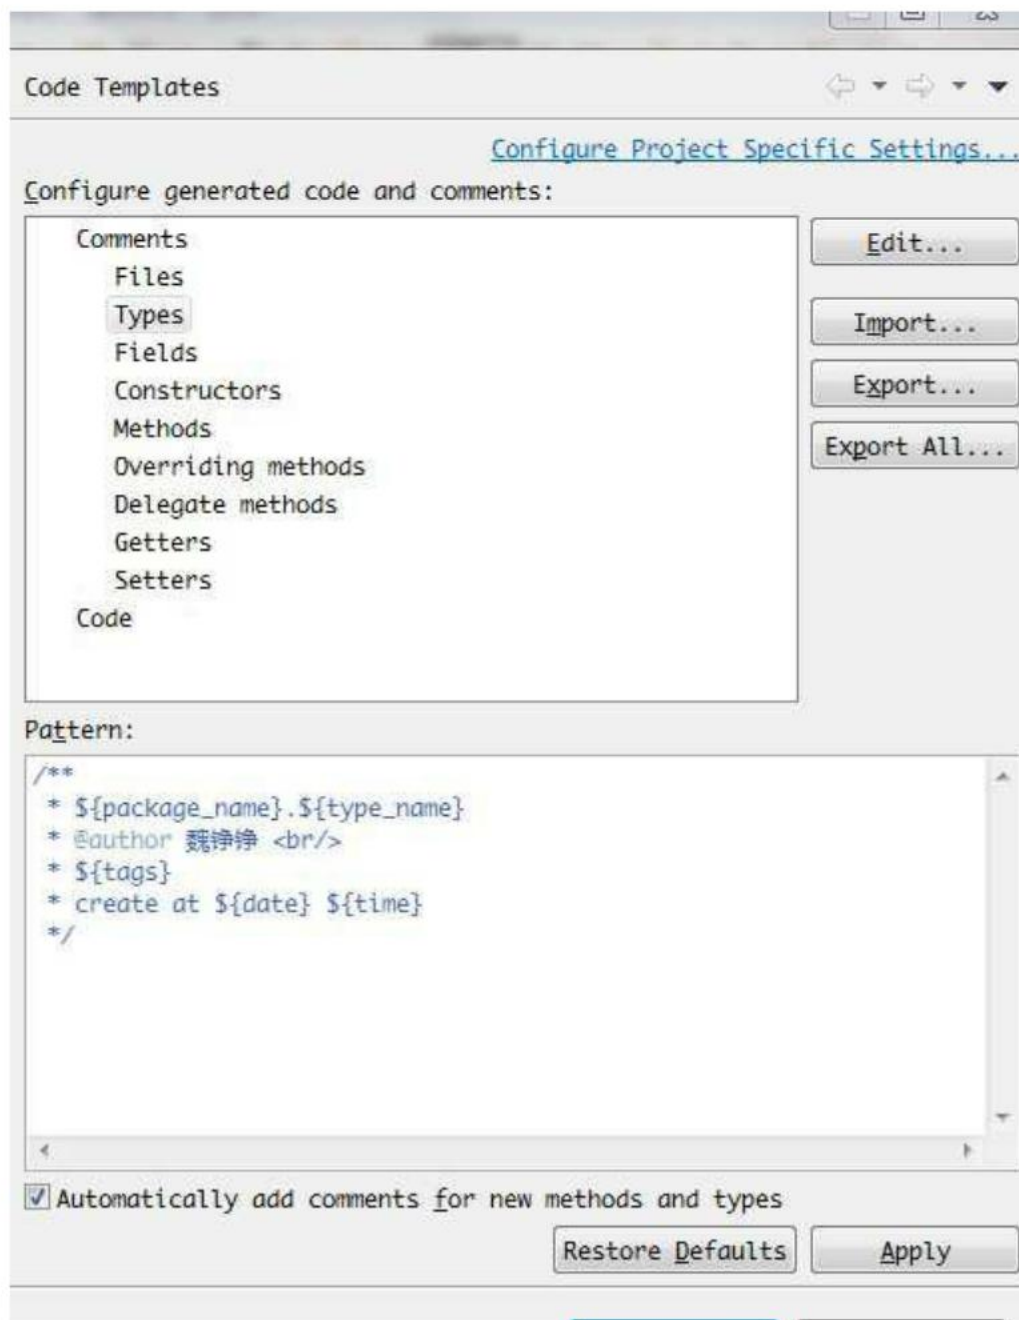 Code Templates
Configure Project Specific Settings...
Configure generated code and comments:
Comments
Files
Types
Fields
Constructors
Methods
Overriding methods
Delegate methods
Getters
Setters
Code
Edit...
Import...
Export...
Export All...
Pattern:
/**
* ${package_name}.${type_name}
* @author 魏铮铮 <br/>
* ${tags}
* create at ${date} ${time}
*/
Automatically add comments for new methods and types
Restore Defaults
Apply